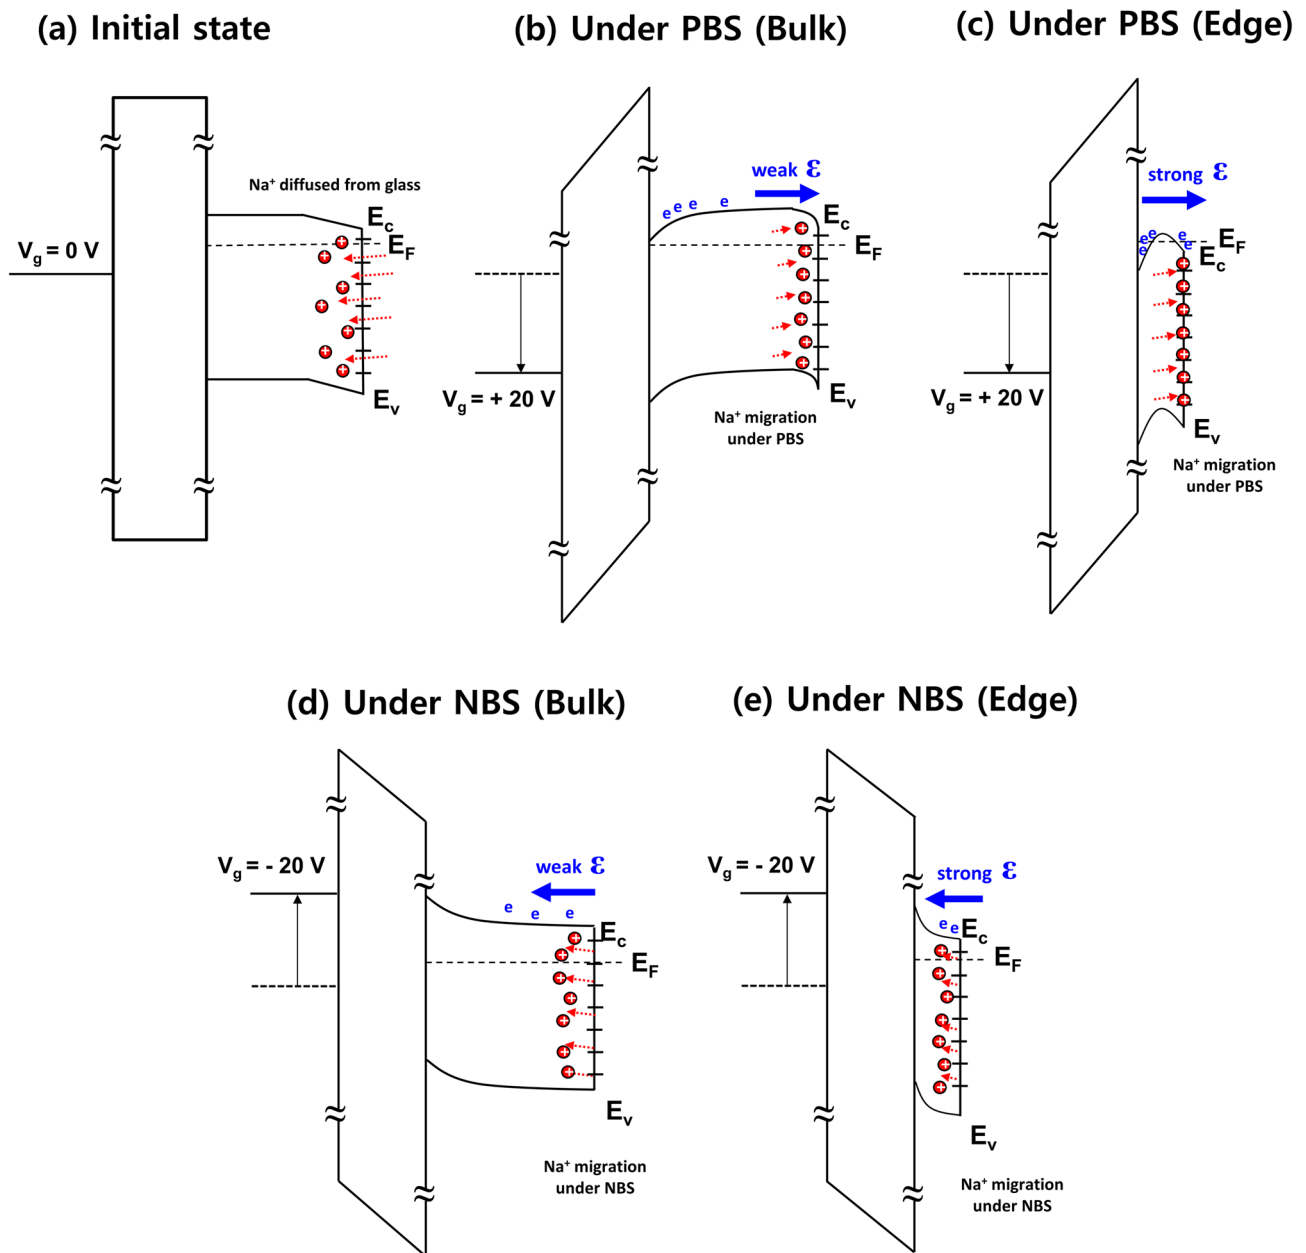 (a) Initial state
(b) Under PBS (Bulk)
(c) Under PBS (Edge)
Na⁺ diffused from glass
E_c
E_F
V_g = 0 V
E_v
weak ε
e e e e
E_c
E_F
V_g = + 20 V
E_v
Na⁺ migration
under PBS
strong ε
e e e e e
E_F
E_c
V_g = + 20 V
E_v
Na⁺ migration
under PBS
(d) Under NBS (Bulk)
(e) Under NBS (Edge)
V_g = - 20 V
weak ε
e e e
E_c
E_F
E_v
Na⁺ migration
under NBS
V_g = - 20 V
strong ε
e e
E_c
E_F
E_v
Na⁺ migration
under NBS